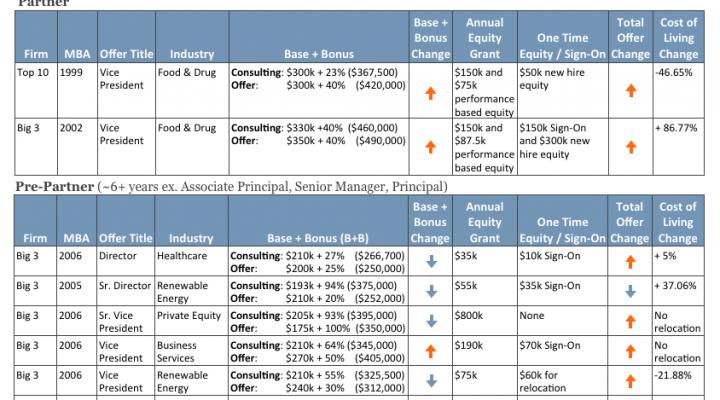 Partner
Firm MBA Offer Title Industry Base + Bonus Base + Bonus Change Annual Equity Grant One Time Equity / Sign-On Total Offer Change Cost of Living Change
Top 10 1999 Vice President Food & Drug Consulting: $300k + 23% ($367,500) Offer: $300k + 40% ($420,000) $150k and $75k performance based equity $50k new hire equity -46.65%
Big 3 2002 Vice President Food & Drug Consulting: $330k +40% ($460,000) Offer: $350k + 40% ($490,000) $150k and $87.5k performance based equity $150k Sign-On and $300k new hire equity + 86.77%
Pre-Partner (~6+ years ex. Associate Principal, Senior Manager, Principal)
Firm MBA Offer Title Industry Base + Bonus (B+B) Base + Bonus Change Annual Equity Grant One Time Equity / Sign-On Total Offer Change Cost of Living Change
Big 3 2006 Director Healthcare Consulting: $210k + 27% ($266,700) Offer: $200k + 25% ($250,000) $35k $10k Sign-On + 5%
Big 3 2005 Sr. Director Renewable Energy Consulting: $193k + 94% ($375,000) Offer: $210k + 20% ($252,000) $55k $35k Sign-On + 37.06%
Big 3 2006 Sr. Vice President Private Equity Consulting: $205k + 93% ($395,000) Offer: $175k + 100% ($350,000) $800k None No relocation
Big 3 2006 Vice President Business Services Consulting: $210k + 64% ($345,000) Offer: $270k + 50% ($405,000) $190k $70k Sign-On No relocation
Big 3 2006 Vice President Renewable Energy Consulting: $210k + 55% ($325,500) Offer: $240k + 30% ($312,000) $75k $60k for relocation -21.88%